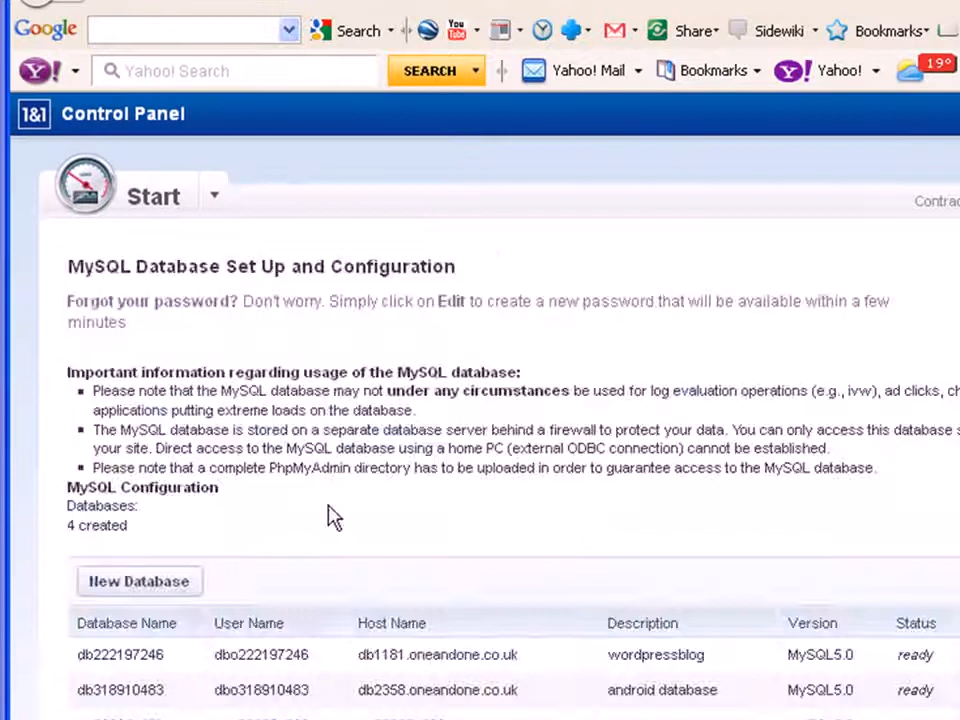 Google Search Share Sidewiki Bookmarks
You Tube
Y! Yahoo! Search SEARCH Yahoo! Mail Bookmarks Y! Yahoo! 19°
1&1 Control Panel
Start
Contrac
MySQL Database Set Up and Configuration
Forgot your password? Don't worry. Simply click on Edit to create a new password that will be available within a few
minutes
Important information regarding usage of the MySQL database:
Please note that the MySQL database may not under any circumstances be used for log evaluation operations (e.g., ivw), ad clicks, ch
applications putting extreme loads on the database.
The MySQL database is stored on a separate database server behind a firewall to protect your data. You can only access this database s
your site. Direct access to the MySQL database using a home PC (external ODBC connection) cannot be established.
Please note that a complete PhpMyAdmin directory has to be uploaded in order to guarantee access to the MySQL database.
MySQL Configuration
Databases:
4 created
New Database
Database Name User Name Host Name Description Version Status
db222197246 dbo222197246 db1181.oneandone.co.uk wordpressblog MySQL5.0 ready
db318910483 dbo318910483 db2358.oneandone.co.uk android database MySQL5.0 ready